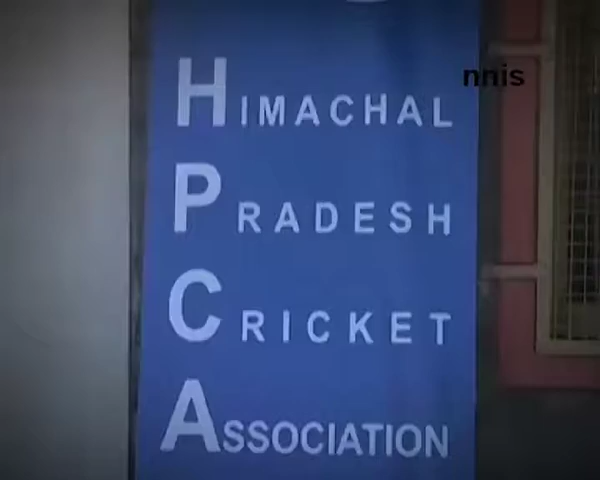 nnis
HIMACHAL
PRADESH
CRICKET
ASSOCIATION